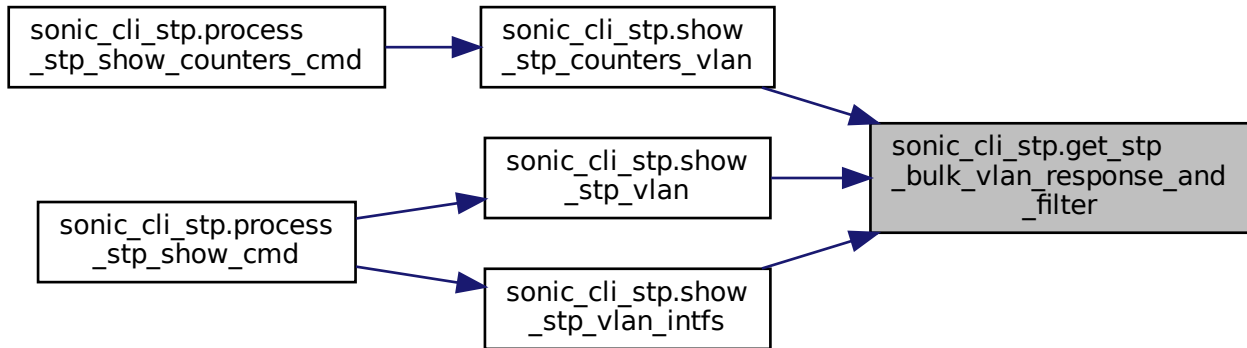 sonic_cli_stp.process
_stp_show_counters_cmd
sonic_cli_stp.show
_stp_counters_vlan
sonic_cli_stp.get_stp
_bulk_vlan_response_and
_filter
sonic_cli_stp.show
_stp_vlan
sonic_cli_stp.process
_stp_show_cmd
sonic_cli_stp.show
_stp_vlan_intfs